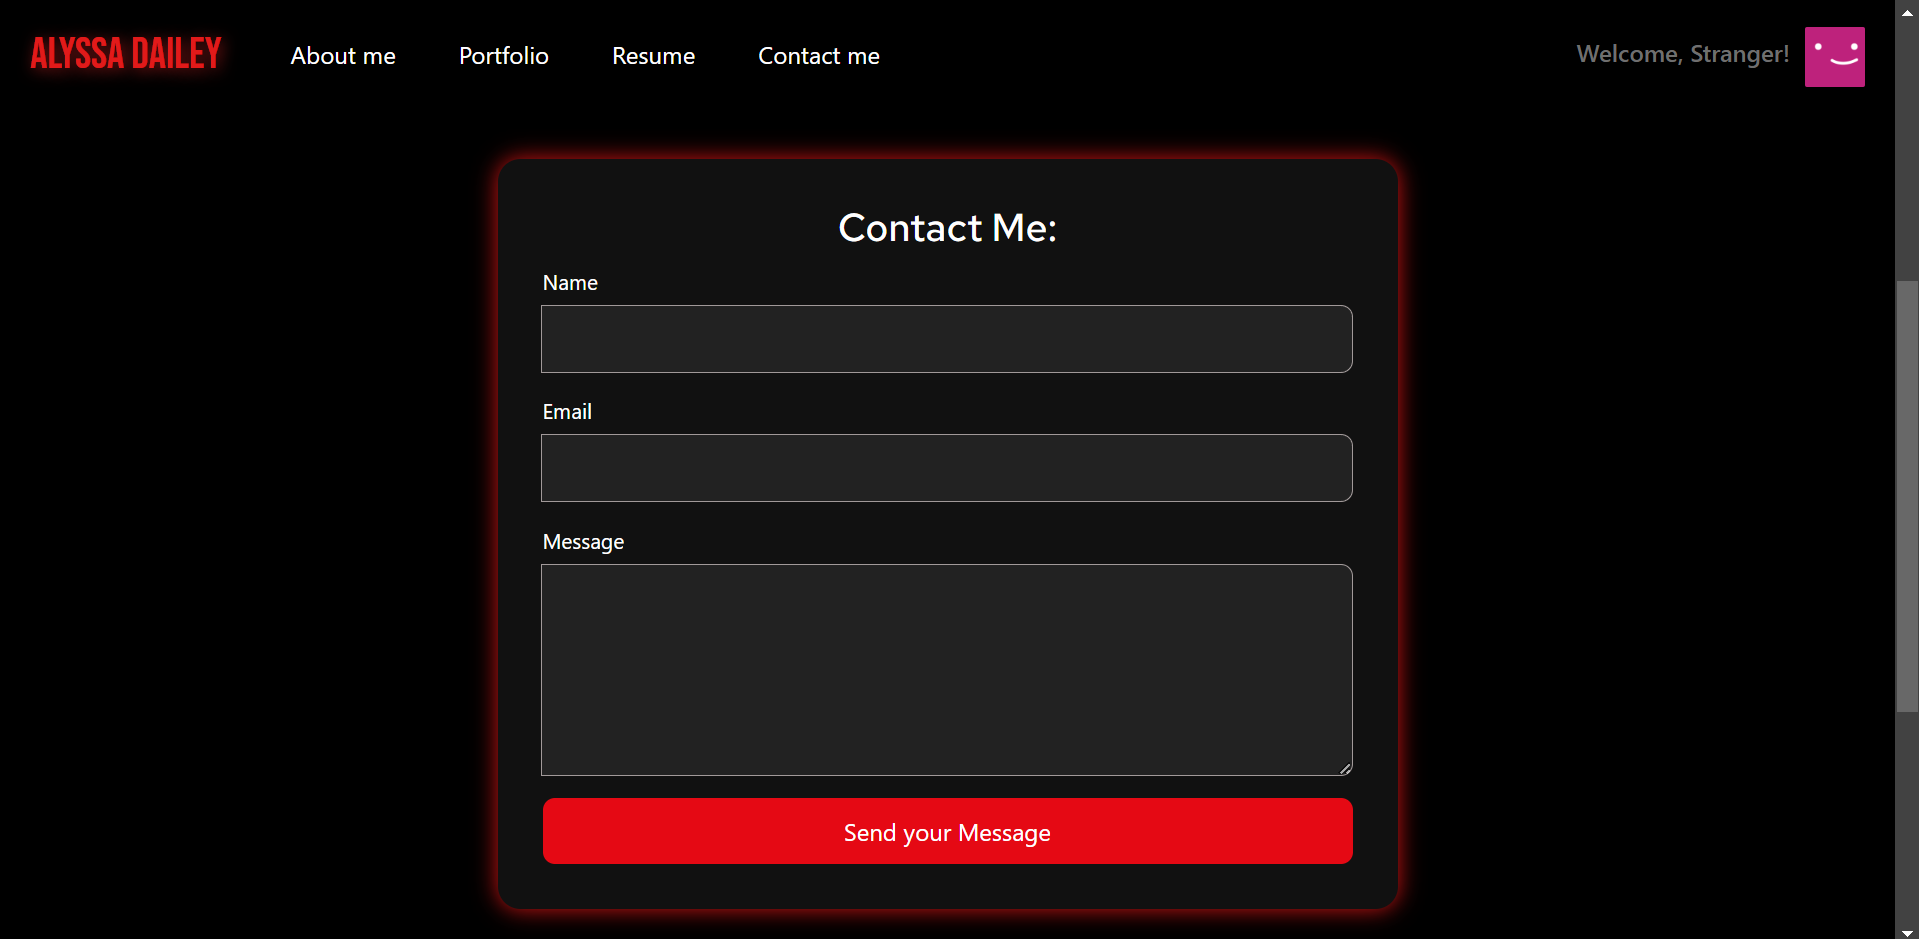 ALYSSA DAILEY
About me
Portfolio
Resume
Contact me
Welcome, Stranger!
Contact Me:
Name
Email
Message
Send your Message